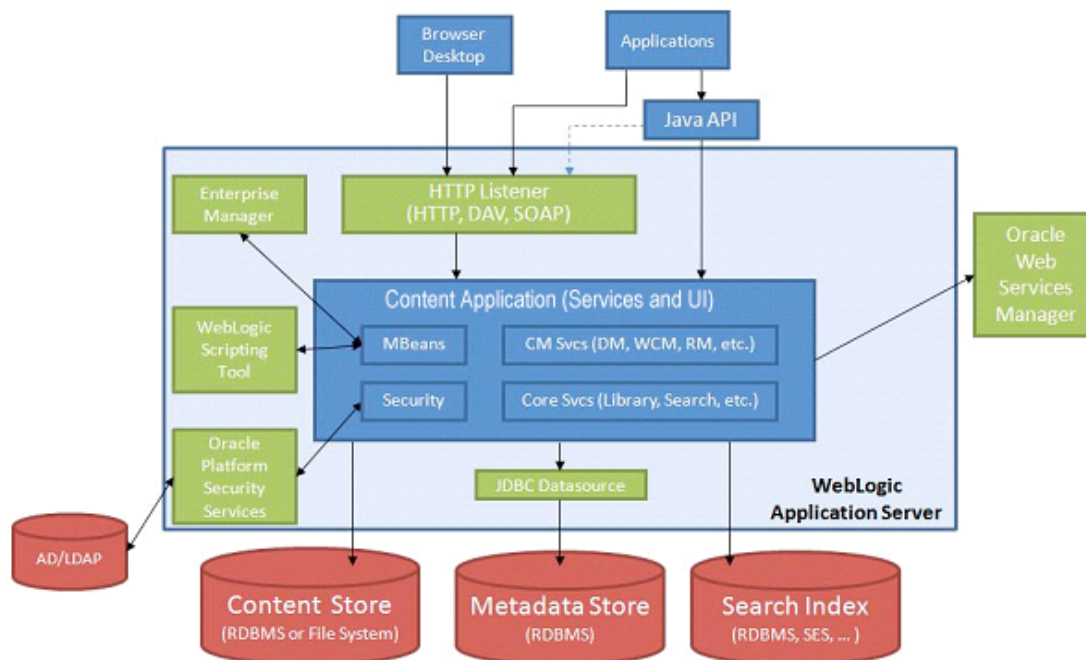 Browser
Desktop
Applications
Java API
Enterprise
Manager
HTTP Listener
(HTTP, DAV, SOAP)
Oracle
Web
Services
Manager
Content Application (Services and UI)
WebLogic
Scripting
Tool
MBeans
CM Svcs (DM, WCM, RM, etc.)
Security
Core Svcs (Library, Search, etc.)
Oracle
Platform
Security
Services
JDBC Datasource
WebLogic
Application Server
AD/LDAP
Content Store
(RDBMS or File System)
Metadata Store
(RDBMS)
Search Index
(RDBMS, SES, ... )